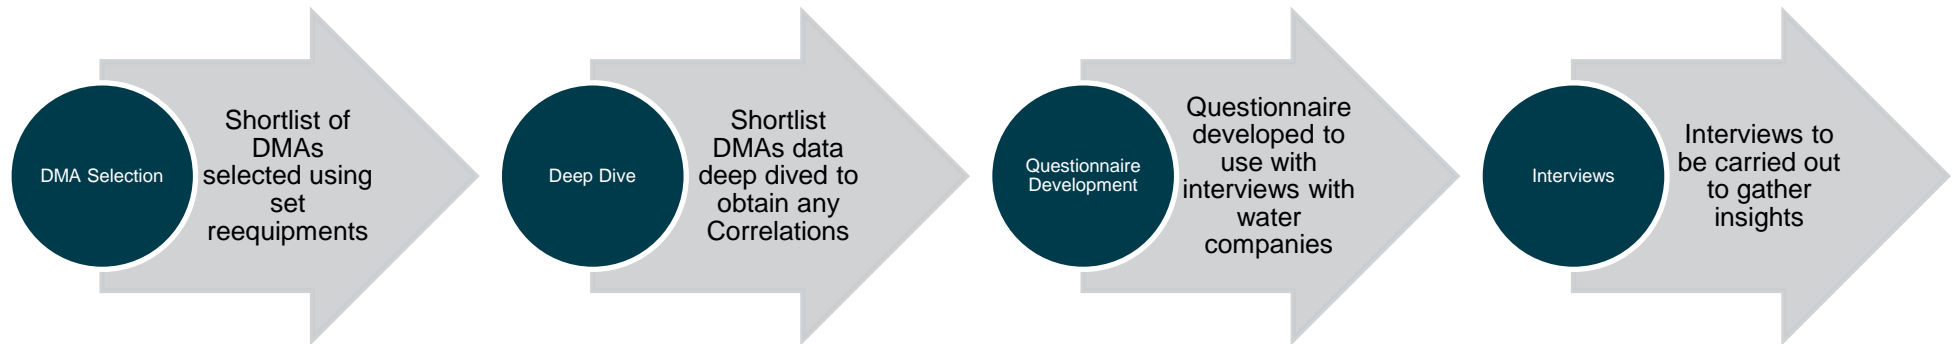 DMA Selection
Shortlist of
DMAs
selected using
set
reequipments
Deep Dive
Shortlist
DMAs data
deep dived to
obtain any
Correlations
Questionnaire
Development
Questionnaire
developed to
use with
interviews with
water
companies
Interviews
Interviews to
be carried out
to gather
insights